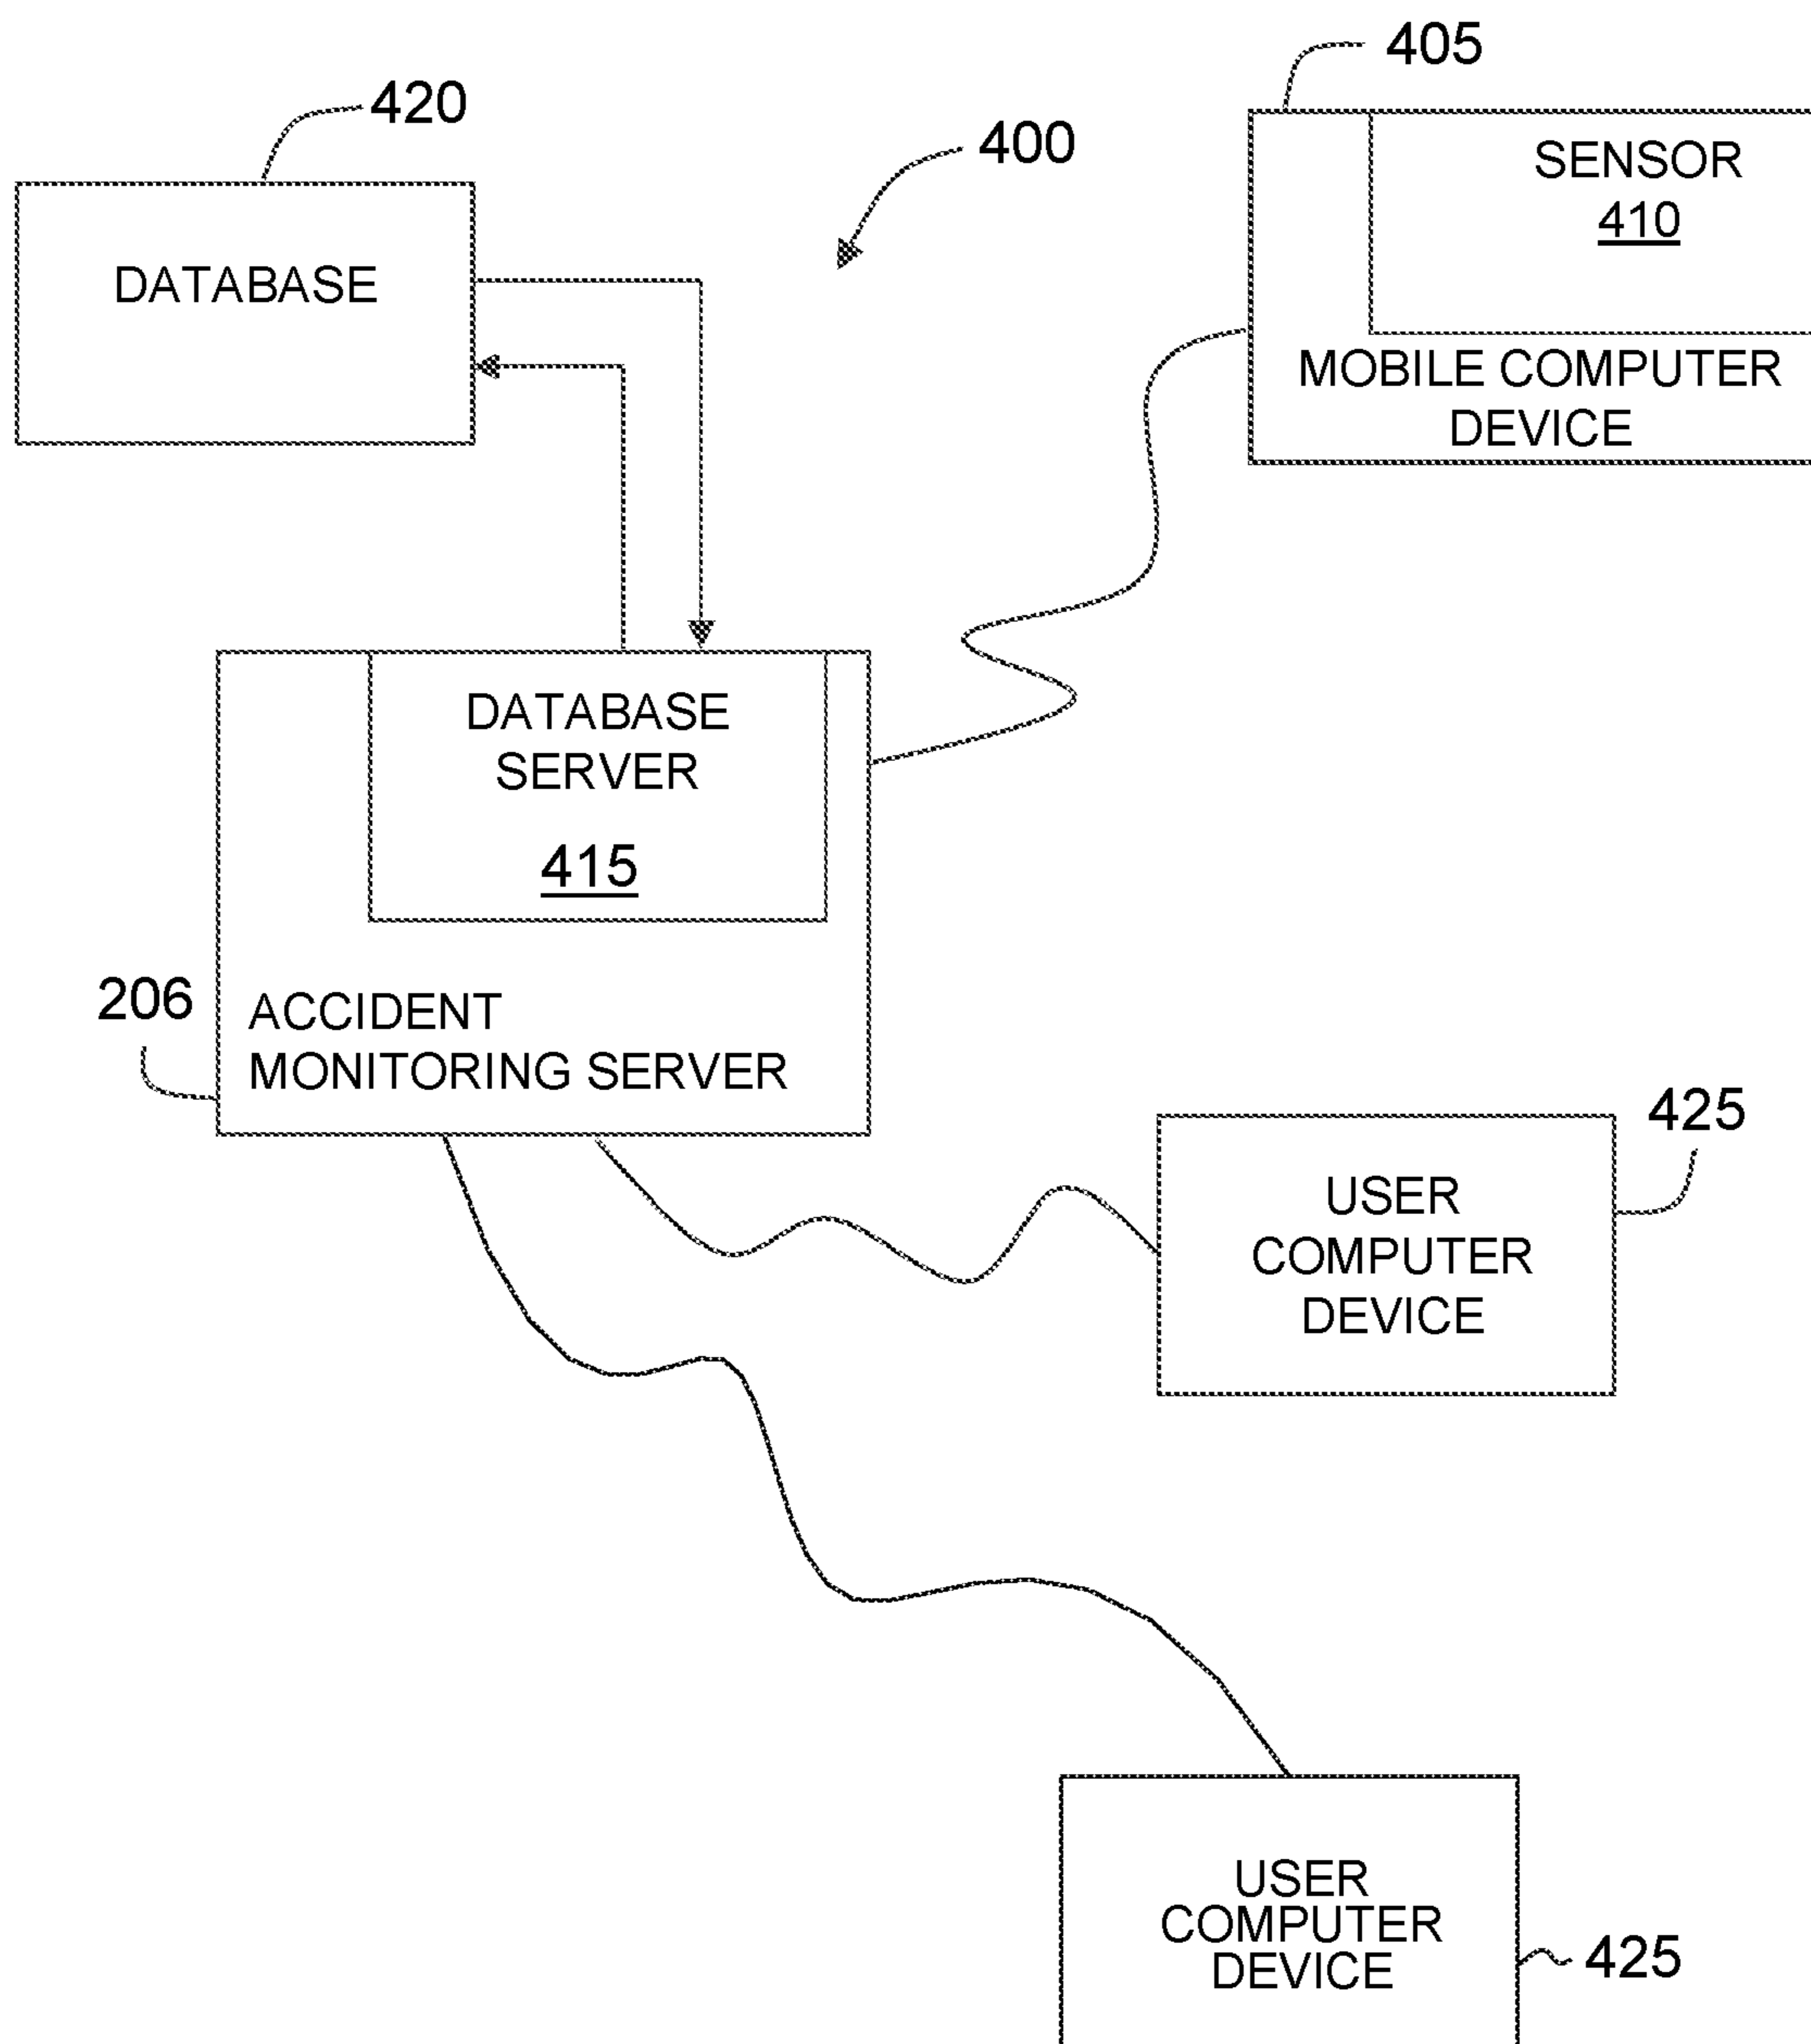 405
420
400
SENSOR
410
DATABASE
MOBILE COMPUTER
DEVICE
DATABASE
SERVER
415
206
ACCIDENT
MONITORING SERVER
425
USER
COMPUTER
DEVICE
USER
COMPUTER
DEVICE
425